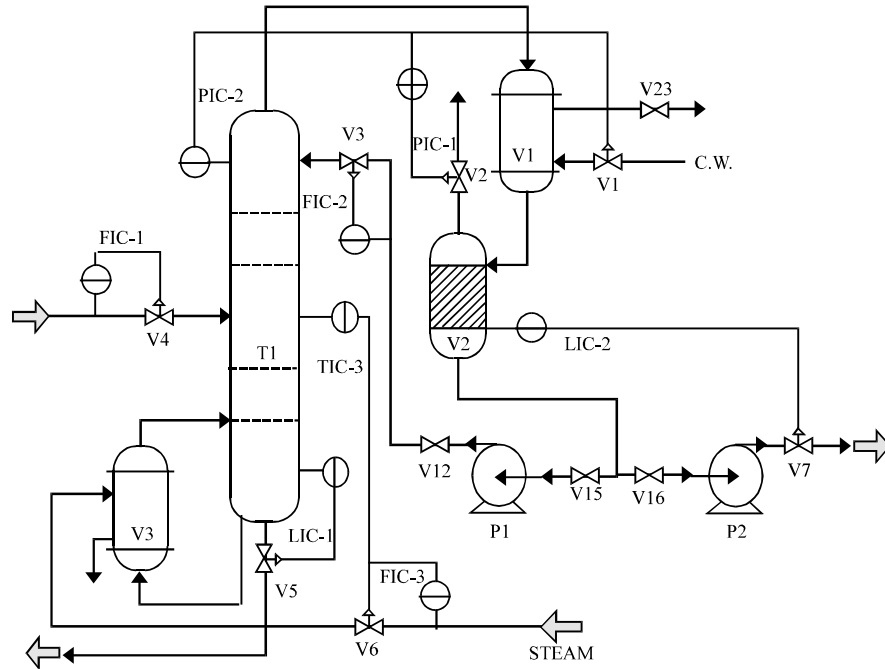 PIC-2
PIC-1
V23
V3
V1
V2
V1
C.W.
FIC-2
FIC-1
V4
T1
TIC-3
V2
LIC-2
V12
V15
V16
V7
P1
P2
V3
LIC-1
V5
FIC-3
V6
STEAM